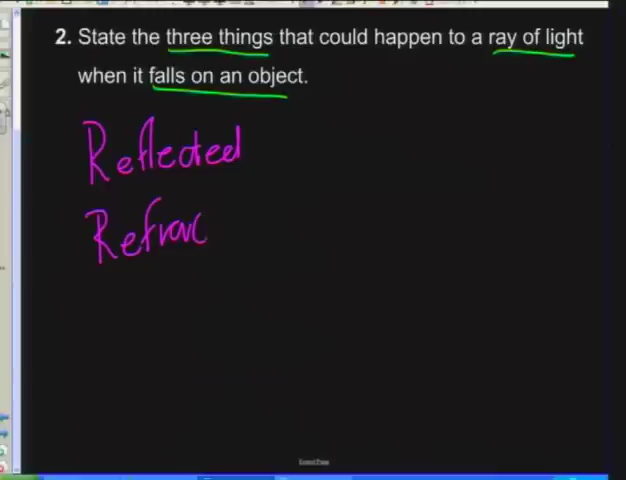 2. State the three things that could happen to a ray of light
when it falls on an object.
Reflected
Refrac